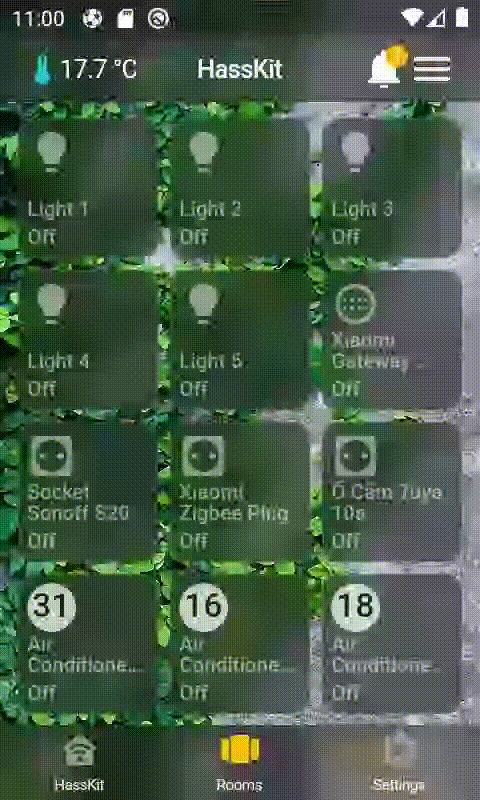 11:00
17.7 °C HassKit
Light 1 Light 2 Light 3
Off Off Off
Light 4 Light 5 Xiaomi Gateway ..
Off Off Off
Socket Sonoff S20 Xiaomi Zigbee Plug Ổ Cắm Tuya 10a
Off Off Off
31 16 18
Air Conditione... Air Conditione... Air Conditione...
Off Off Off
HassKit Rooms Settings